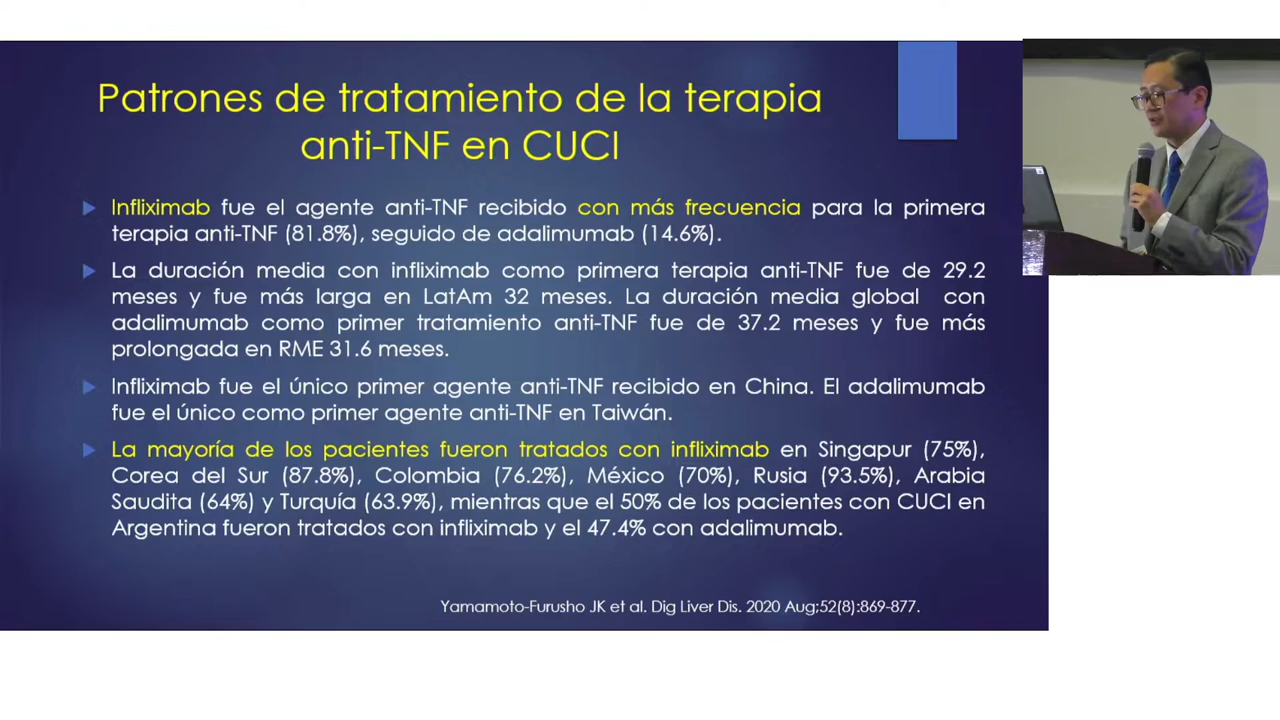 Patrones de tratamiento de la terapia
anti-TNF en CUCI
Infliximab fue el agente anti-TNF recibido con más frecuencia para la primera
terapia anti-TNF (81.8%), seguido de adalimumab (14.6%).
La duración media con infliximab como primera terapia anti-TNF fue de 29.2
meses y fue más larga en LatAm 32 meses. La duración media global con
adalimumab como primer tratamiento anti-TNF fue de 37.2 meses y fue más
prolongada en RME 31.6 meses.
Infliximab fue el único primer agente anti-TNF recibido en China. El adalimumab
fue el único como primer agente anti-TNF en Taiwán.
La mayoría de los pacientes fueron tratados con infliximab en Singapur (75%),
Corea del Sur (87.8%), Colombia (76.2%), México (70%), Rusia (93.5%), Arabia
Saudita (64%) y Turquía (63.9%), mientras que el 50% de los pacientes con CUCI en
Argentina fueron tratados con infliximab y el 47.4% con adalimumab.
Yamamoto-Furusho JK et al. Dig Liver Dis. 2020 Aug;52(8):869-877.